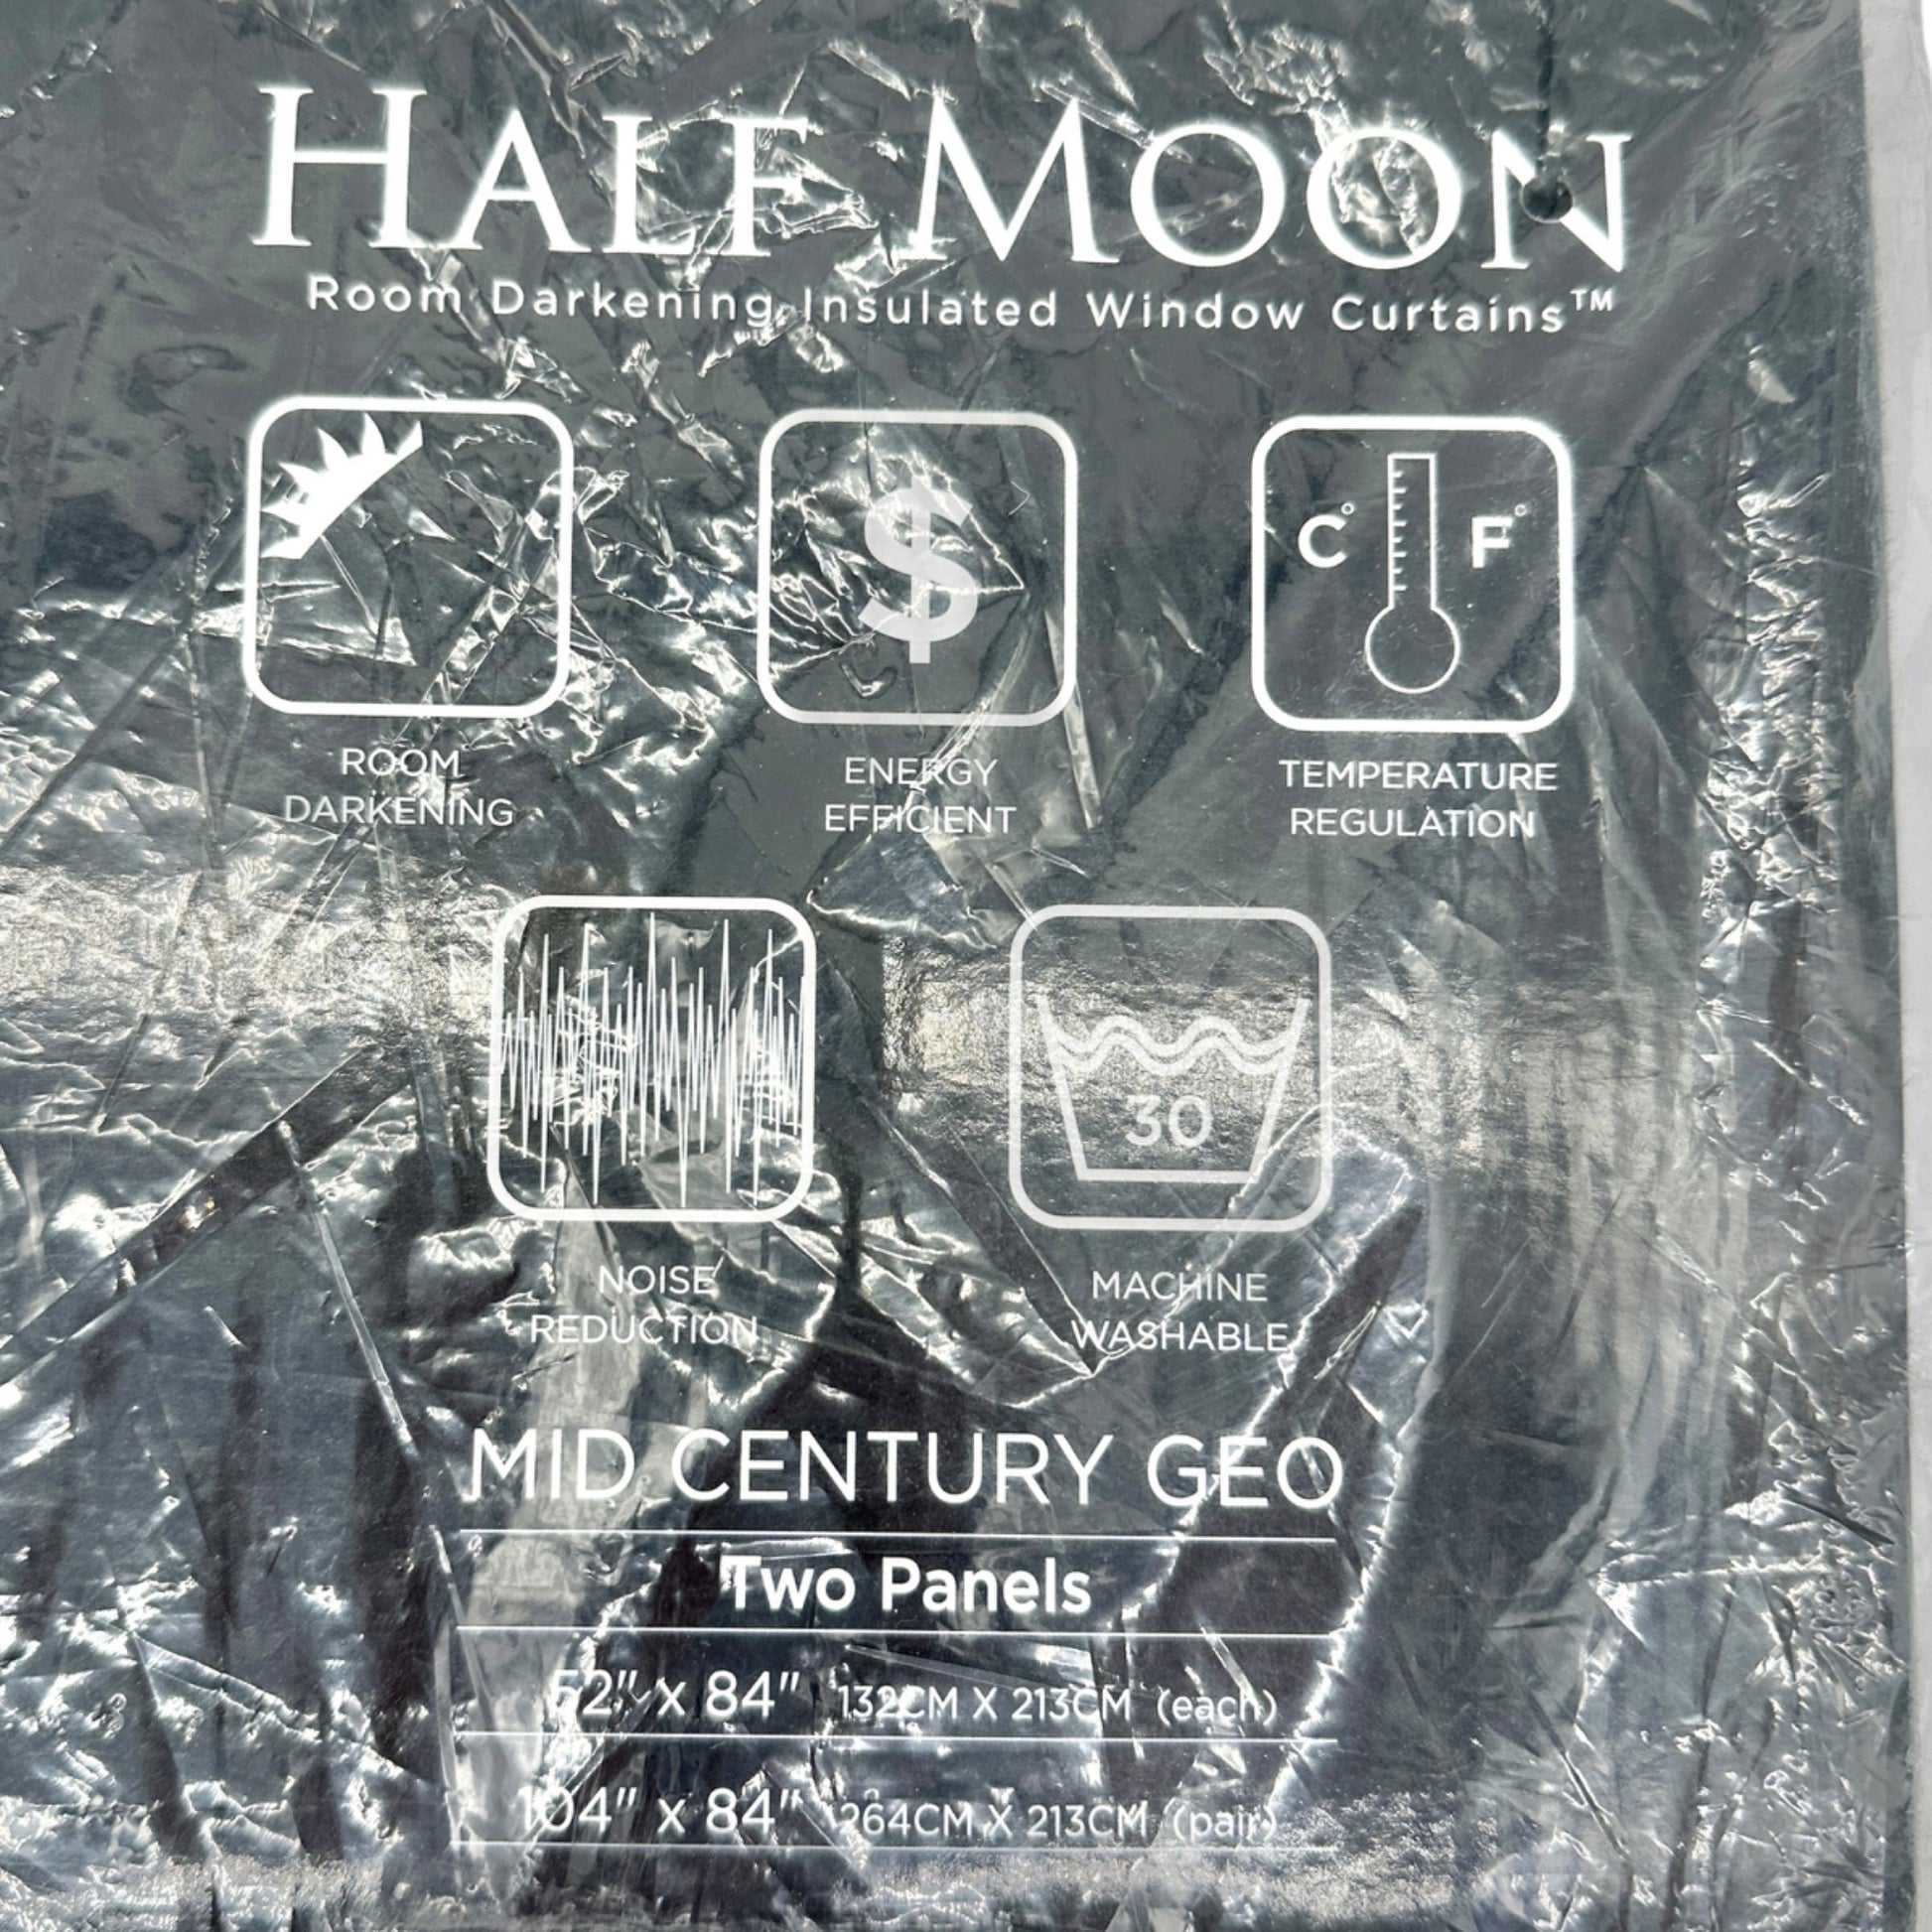 HALF MOON
Room Darkening Insulated Window Curtains™
$
C° F°
ROOM
DARKENING
ENERGY
EFFICIENT
TEMPERATURE
REGULATION
30
NOISE
REDUCTION
MACHINE
WASHABLE
MID CENTURY GEO
Two Panels
52" x 84" 132CM X 213CM (each)
104" x 84" 264CM X 213CM (pair)